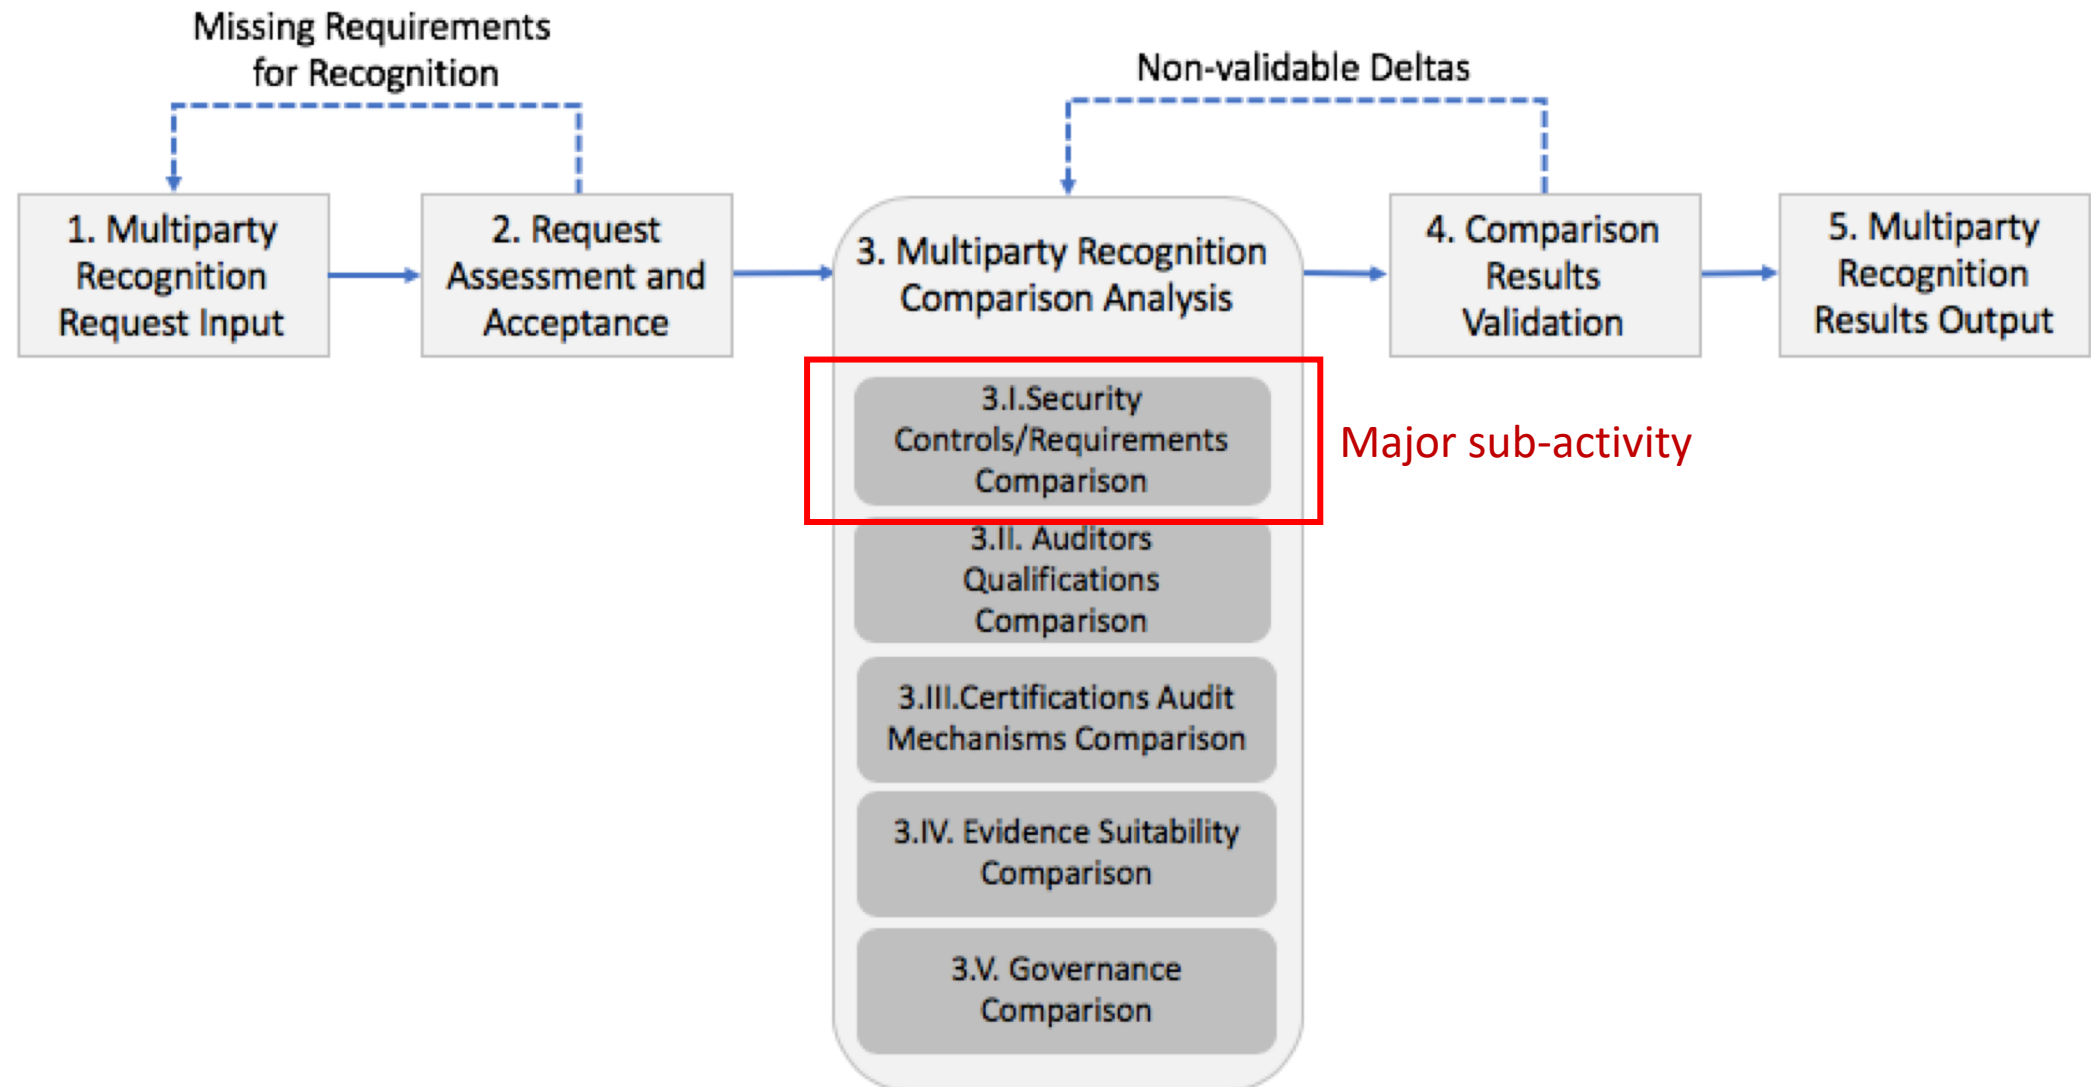 Missing Requirements
for Recognition
Non-validable Deltas
1. Multiparty
Recognition
Request Input
2. Request
Assessment and
Acceptance
3. Multiparty Recognition
Comparison Analysis
4. Comparison
Results
Validation
5. Multiparty
Recognition
Results Output
3.I.Security
Controls/Requirements
Comparison
Major sub-activity
3.II. Auditors
Qualifications
Comparison
3.III.Certifications Audit
Mechanisms Comparison
3.IV. Evidence Suitability
Comparison
3.V. Governance
Comparison